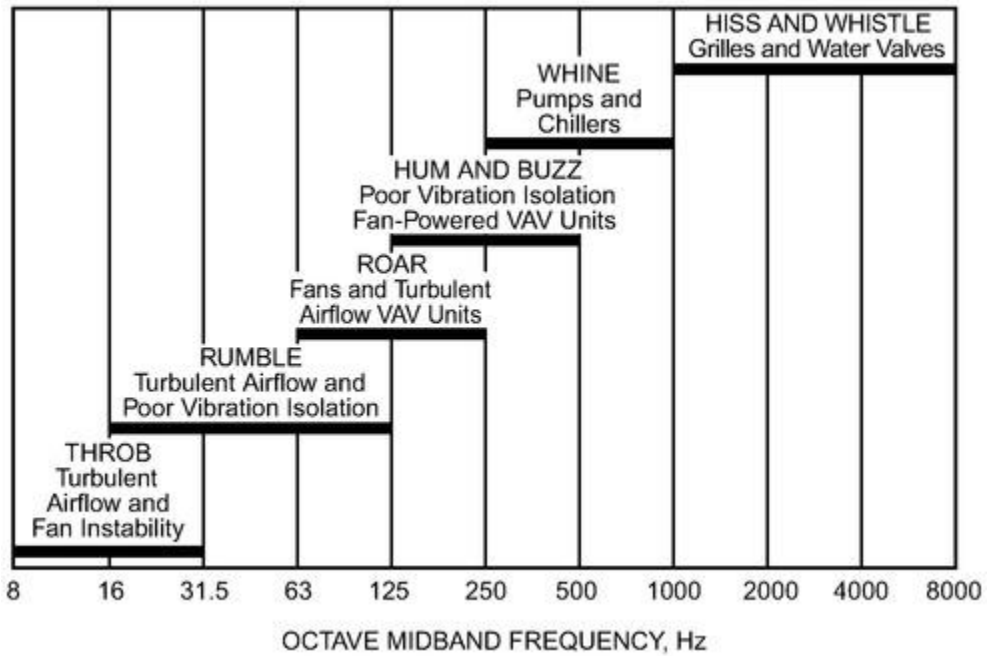 HISS AND WHISTLE
Grilles and Water Valves
WHINE
Pumps and
Chillers
HUM AND BUZZ
Poor Vibration Isolation
Fan-Powered VAV Units
ROAR
Fans and Turbulent
Airflow VAV Units
RUMBLE
Turbulent Airflow and
Poor Vibration Isolation
THROB
Turbulent
Airflow and
Fan Instability
8 16 31.5 63 125 250 500 1000 2000 4000 8000
OCTAVE MIDBAND FREQUENCY, Hz